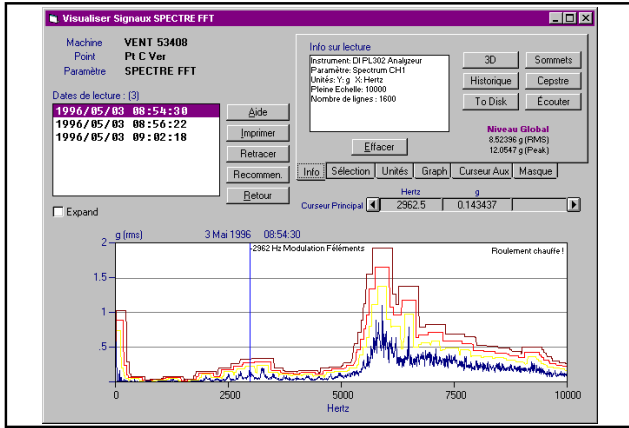 Visualiser Signaux SPECTRE FFT
Machine VENT 53408
Point Pt C Ver
Paramètre SPECTRE FFT
Dates de lecture : (3)
1996/05/03 08:54:30
1996/05/03 08:56:22
1996/05/03 09:02:18
Expand
Aide
Imprimer
Retracer
Recommen.
Retour
Info sur lecture
Instrument: DI PL302 Analyzeur
Paramètre: Spectrum CH1
Unités: Y: g X: Hertz
Pleine Echelle: 10000
Nombre de lignes : 1600
Effacer
3D Sommets
Historique Cepstre
To Disk Écouter
Niveau Global
8.52396 g (RMS)
12.0547 g (Peak)
Info Sélection Unités Graph Curseur Aux Masque
Hertz g
Curseur Principal 2962.5 0.143437
g (rms) 3 Mai 1996 08:54:30
2962 Hz Modulation Féléments
Roulement chauffe !
2
1.5
1
.5
0 2500 5000 7500 10000
Hertz